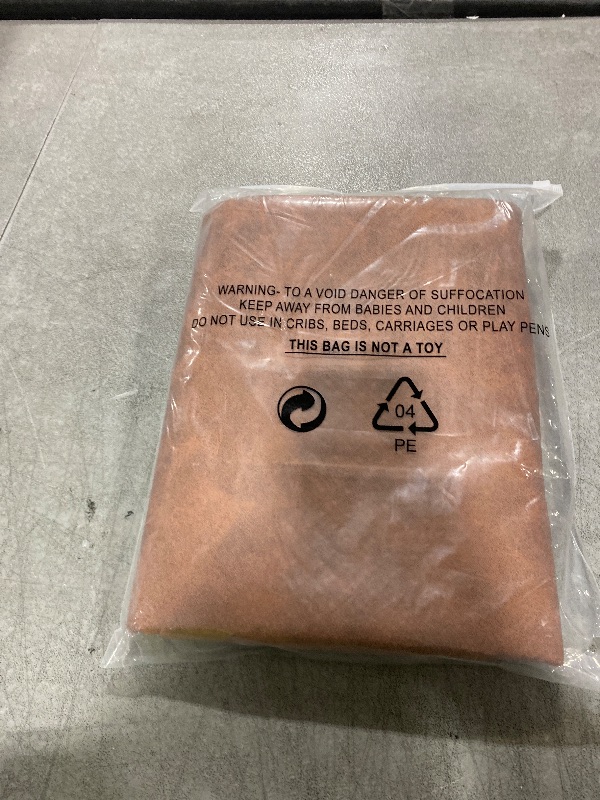 WARNING- TO A VOID DANGER OF SUFFOCATION
KEEP AWAY FROM BABIES AND CHILDREN
DO NOT USE IN CRIBS, BEDS, CARRIAGES OR PLAY PENS
THIS BAG IS NOT A TOY
04
PE